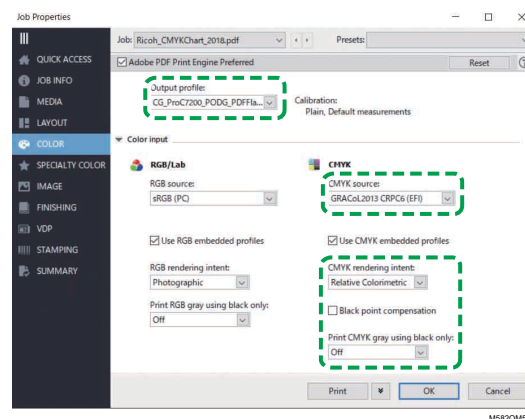 Job Properties
Job: Ricoh_CMYKChart_2018.pdf
Presets:
QUICK ACCESS
JOB INFO
MEDIA
LAYOUT
COLOR
SPECIALTY COLOR
IMAGE
FINISHING
VDP
STAMPING
SUMMARY
Adobe PDF Print Engine Preferred
Reset
Output profile:
CG_ProC7200_PODG_PDFFla...
Calibration:
Plain, Default measurements
Color input
RGB/Lab
RGB source:
sRGB (PC)
Use RGB embedded profiles
RGB rendering intent:
Photographic
Print RGB gray using black only:
Off
CMYK
CMYK source:
GRACoL2013 CRPC6 (EFI)
Use CMYK embedded profiles
CMYK rendering intent:
Relative Colorimetric
Black point compensation
Print CMYK gray using black only:
Off
Print
OK
Cancel